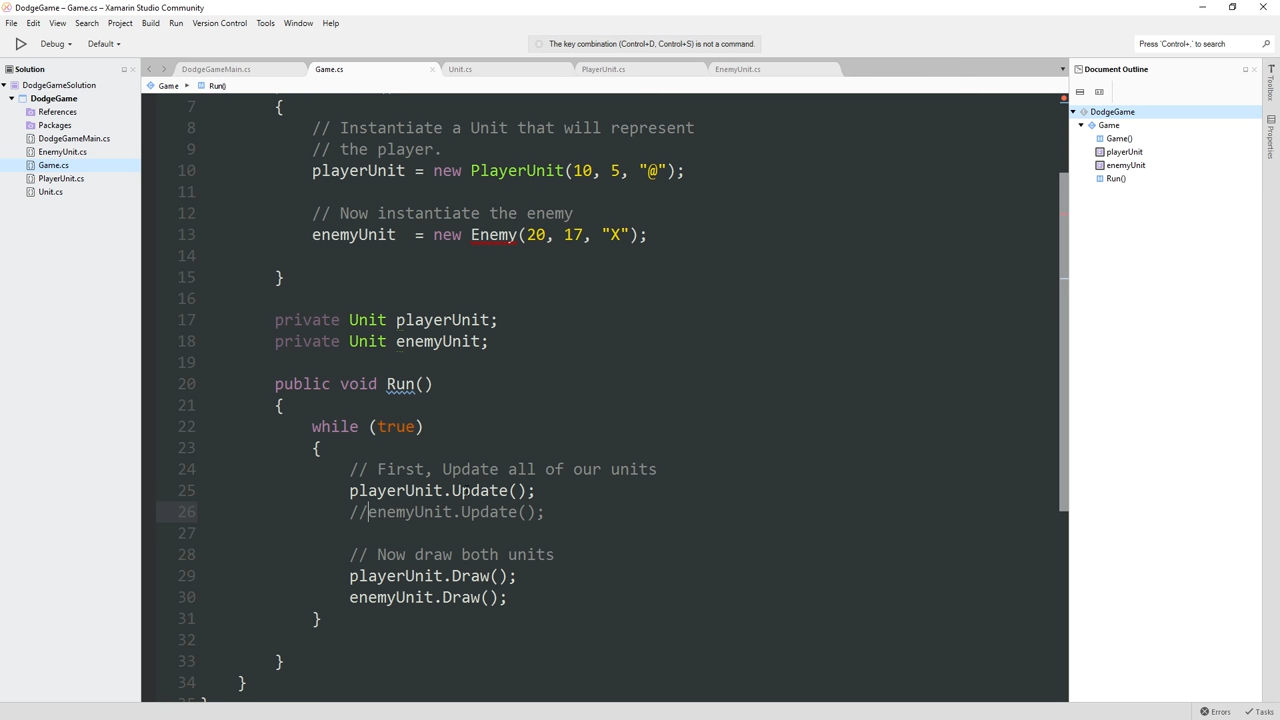 DodgeGame – Game.cs – Xamarin Studio Community
File Edit View Search Project Build Run Version Control Tools Window Help
Debug Default The key combination (Control+D, Control+S) is not a command. Press 'Control+,' to search
Solution DodgeGameMain.cs Game.cs Unit.cs PlayerUnit.cs EnemyUnit.cs Document Outline
Game Run()
DodgeGameSolution
DodgeGame
References
Packages
DodgeGameMain.cs
EnemyUnit.cs
Game.cs
PlayerUnit.cs
Unit.cs
7 {
8 // Instantiate a Unit that will represent
9 // the player.
10 playerUnit = new PlayerUnit(10, 5, "@");
11
12 // Now instantiate the enemy
13 enemyUnit  = new Enemy(20, 17, "X");
14
15 }
16
17 private Unit playerUnit;
18 private Unit enemyUnit;
19
20 public void Run()
21 {
22 while (true)
23 {
24 // First, Update all of our units
25 playerUnit.Update();
26 //enemyUnit.Update();
27
28 // Now draw both units
29 playerUnit.Draw();
30 enemyUnit.Draw();
31 }
32
33 }
34 }
DodgeGame
Game
Game()
playerUnit
enemyUnit
Run()
Toolbox
Properties
Errors Tasks